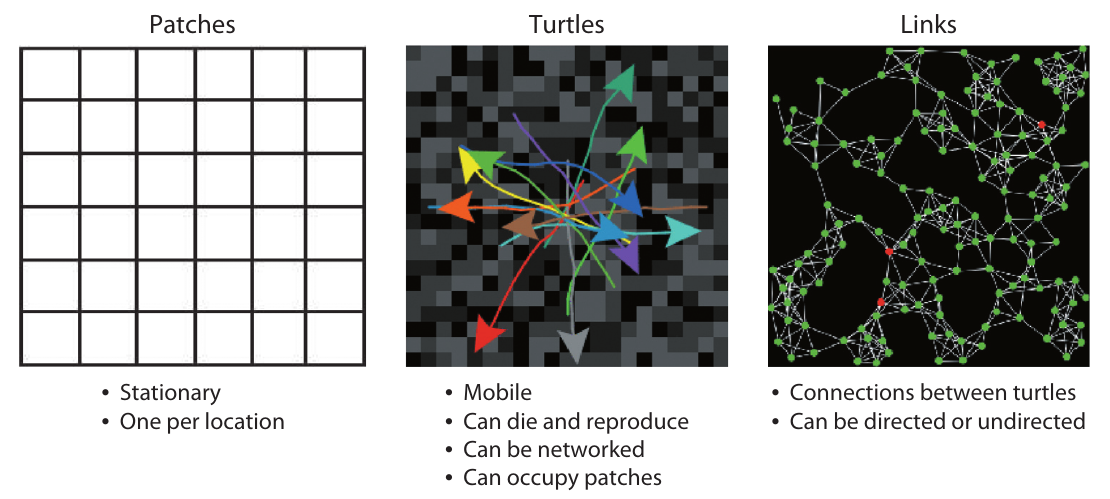 Patches
Turtles
Links
• Stationary
• One per location
• Mobile
• Can die and reproduce
• Can be networked
• Can occupy patches
• Connections between turtles
• Can be directed or undirected